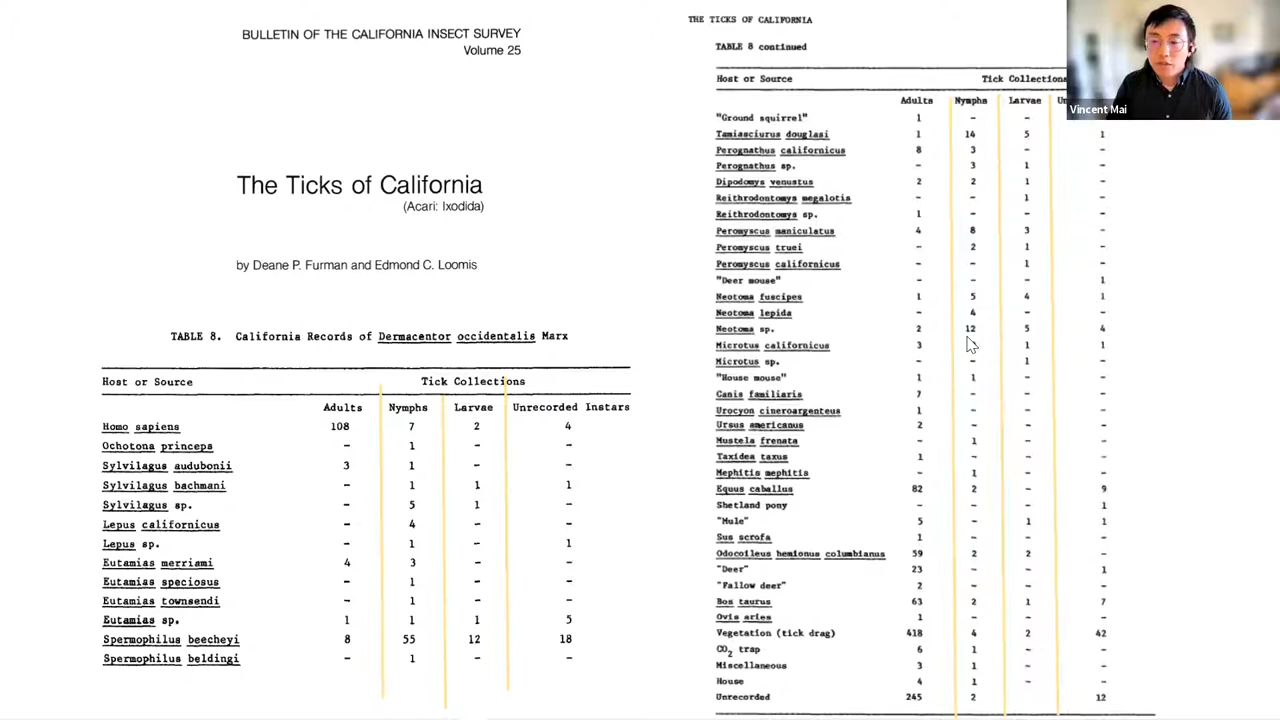 BULLETIN OF THE CALIFORNIA INSECT SURVEY
Volume 25
The Ticks of California
(Acari: Ixodida)
by Deane P. Furman and Edmond C. Loomis
TABLE 8. California Records of Dermacentor occidentalis Marx
Host or Source Tick Collections
Adults Nymphs Larvae Unrecorded Instars
Homo sapiens 108 7 2 4
Ochotona princeps – 1 – –
Sylvilagus audubonii 3 1 – –
Sylvilagus bachmani – 1 1 1
Sylvilagus sp. – 5 1 –
Lepus californicus – 4 – –
Lepus sp. – 1 – 1
Eutamias merriami 4 3 – –
Eutamias speciosus – 1 – –
Eutamias townsendi – 1 – –
Eutamias sp. 1 1 1 5
Spermophilus beecheyi 8 55 12 18
Spermophilus beldingi – 1 – –
THE TICKS OF CALIFORNIA
TABLE 8 continued
Host or Source Tick Collections
Adults Nymphs Larvae Un
"Ground squirrel" 1 – –
Tamiasciurus douglasi 1 14 5 1
Perognathus californicus 8 3 – –
Perognathus sp. – 3 1 –
Dipodomys venustus 2 2 1 –
Reithrodontomys megalotis – – 1 –
Reithrodontomys sp. 1 – – –
Peromyscus maniculatus 4 8 3 –
Peromyscus truei – 2 1 –
Peromyscus californicus – – 1 –
"Deer mouse" – – – 1
Neotoma fuscipes 1 5 4 1
Neotoma lepida – 4 – –
Neotoma sp. 2 12 5 4
Microtus californicus 3 1 1
Microtus sp. – – 1 –
"House mouse" 1 1 – –
Canis familiaris 7 – – –
Urocyon cineroargenteus 1 – – –
Ursus americanus 2 – – –
Mustela frenata – 1 – –
Taxidea taxus 1 – – –
Mephitis mephitis – 1 – –
Equus caballus 82 2 – 9
Shetland pony – – – 1
"Mule" 5 – 1 1
Sus scrofa 1 – – –
Odocoileus hemionus columbianus 59 2 2 –
"Deer" 23 – – 1
"Fallow deer" 2 – – –
Bos taurus 63 2 1 7
Ovis aries 1 – – –
Vegetation (tick drag) 418 4 2 42
CO2 trap 6 1 – –
Miscellaneous 3 1 – –
House 4 1 – –
Unrecorded 245 2 12
Vincent Mai